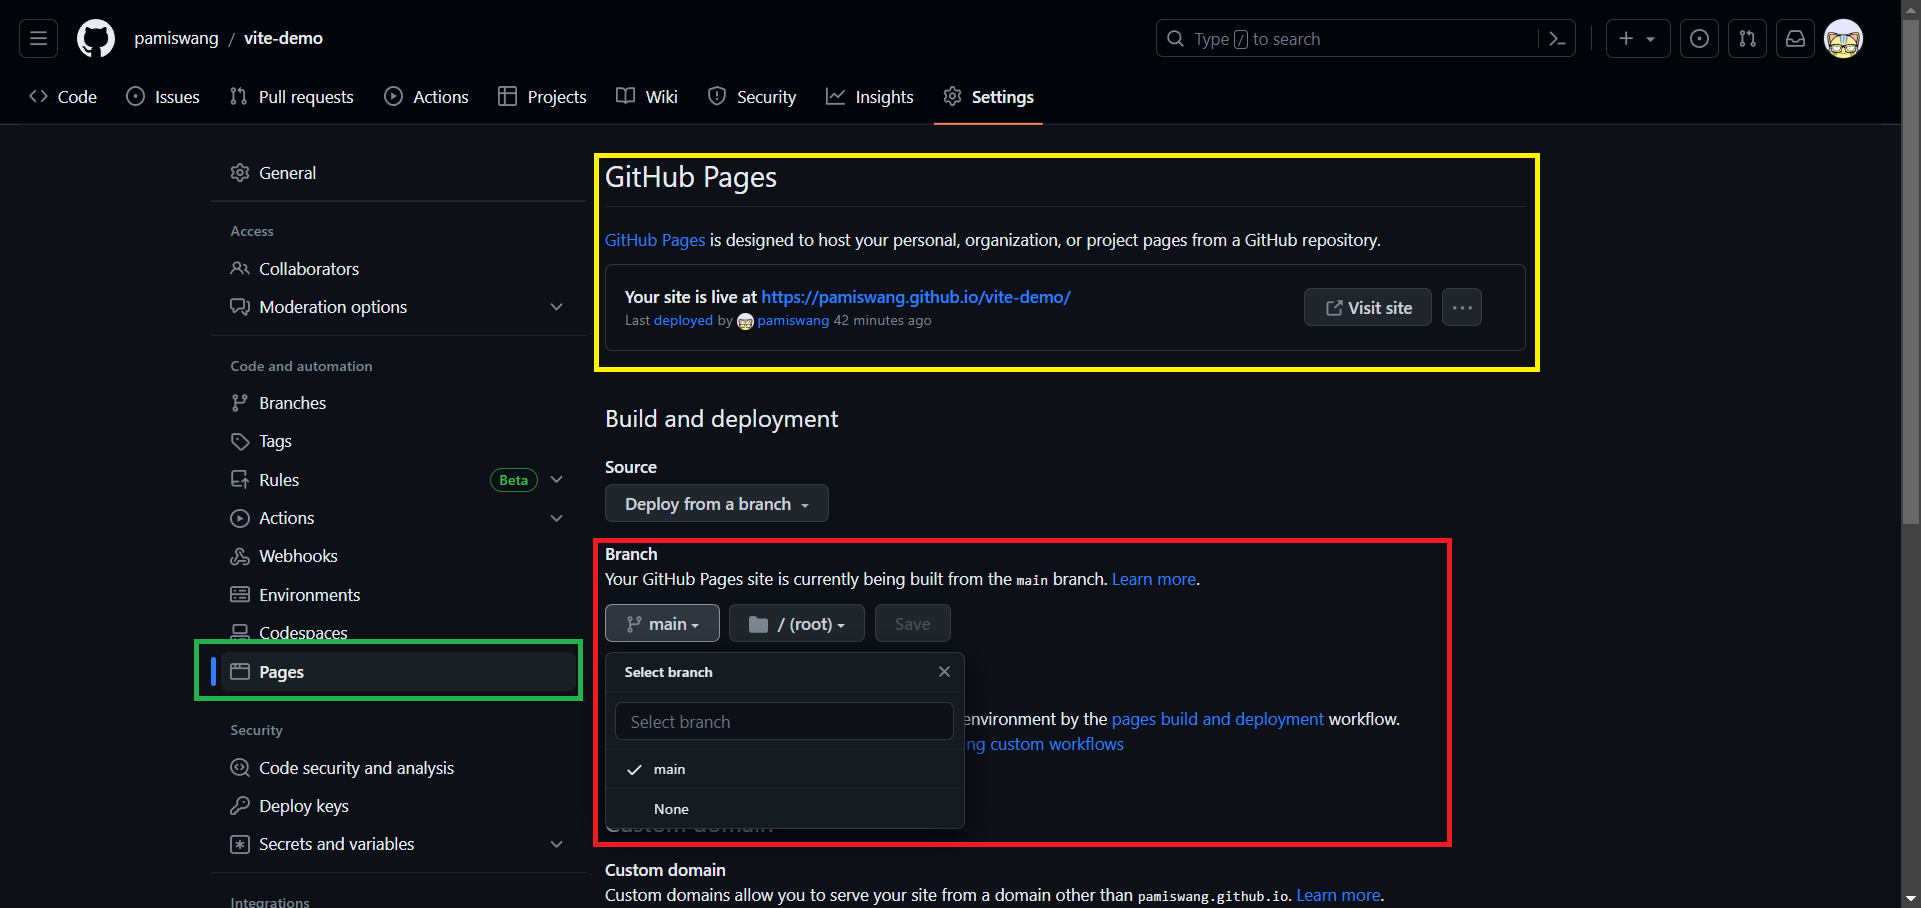 pamiswang / vite-demo
Type / to search
Code
Issues
Pull requests
Actions
Projects
Wiki
Security
Insights
Settings
General
Access
Collaborators
Moderation options
Code and automation
Branches
Tags
Rules Beta
Actions
Webhooks
Environments
Codespaces
Pages
Security
Code security and analysis
Deploy keys
Secrets and variables
Integrations
GitHub Pages
GitHub Pages is designed to host your personal, organization, or project pages from a GitHub repository.
Your site is live at https://pamiswang.github.io/vite-demo/
Last deployed by pamiswang 42 minutes ago
Visit site
Build and deployment
Source
Deploy from a branch
Branch
Your GitHub Pages site is currently being built from the main branch. Learn more.
main
/ (root)
Save
Select branch
Select branch
environment by the pages build and deployment workflow.
ng custom workflows
main
None
Custom domain
Custom domain
Custom domains allow you to serve your site from a domain other than pamiswang.github.io. Learn more.